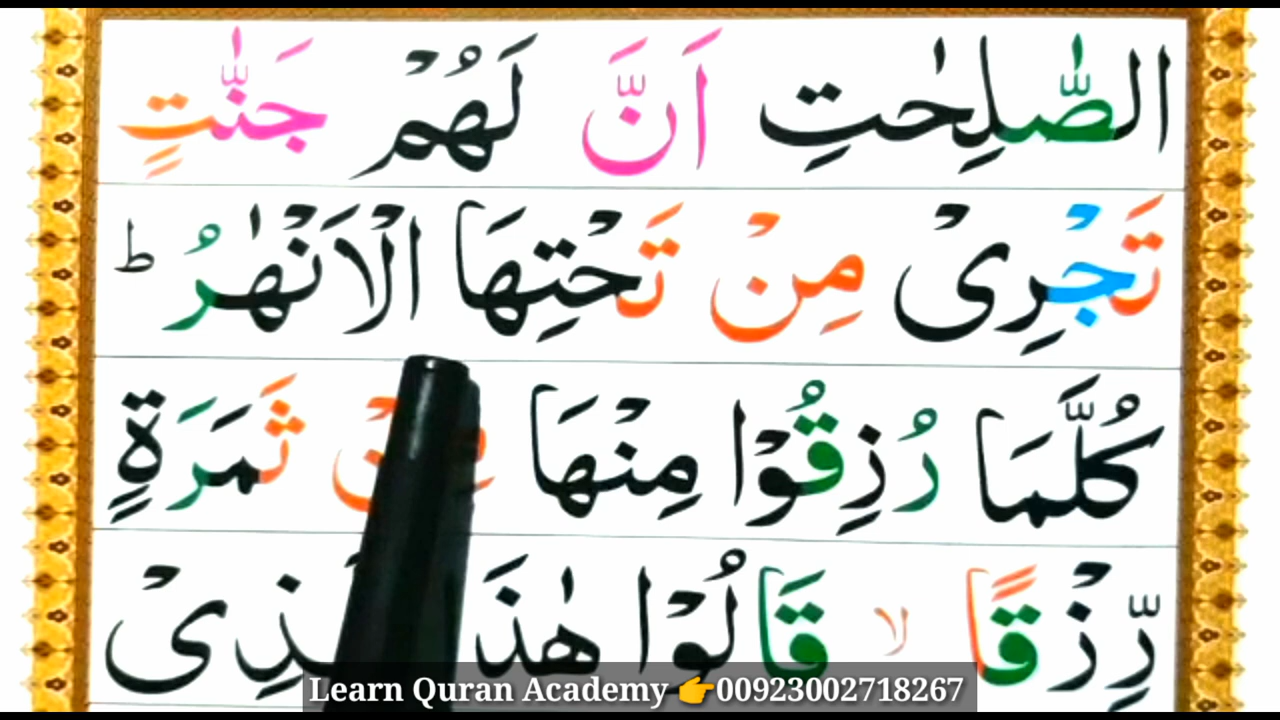 الصّٰلِحٰتِ اَنَّ لَهُمْ جَنّٰتٍ
تَجْرِیْ مِنْ تَحْتِهَا الْاَنْهٰرُ ؕ
كُلَّمَا رُزِقُوْا مِنْهَا ثَمَرَةٍ
رِّزْقًا ۙ قَالُوْا هٰذَا
Learn Quran Academy 👉00923002718267